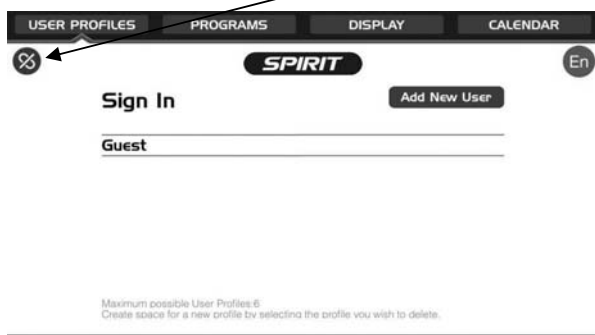 USER PROFILES PROGRAMS DISPLAY CALENDAR
SPIRIT En
Sign In Add New User
Guest
Maximum possible User Profiles:6
Create space for a new profile by selecting the profile you wish to delete.